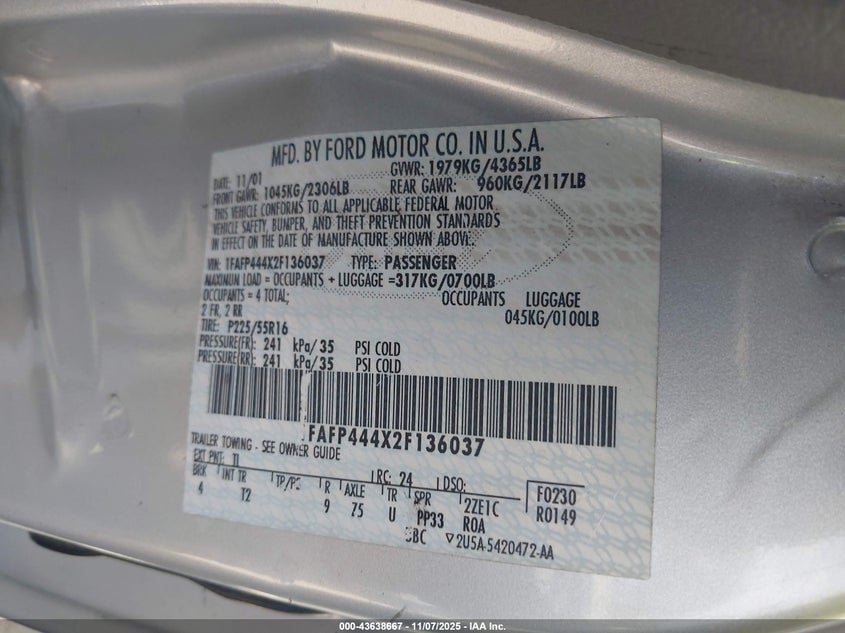 MFD. BY FORD MOTOR CO. IN U.S.A.
DATE: 11/01 GVWR: 1979KG/4365LB
FRONT GAWR: 1045KG/2306LB REAR GAWR: 960KG/2117LB
THIS VEHICLE CONFORMS TO ALL APPLICABLE FEDERAL MOTOR
VEHICLE SAFETY, BUMPER, AND THEFT PREVENTION STANDARDS
IN EFFECT ON THE DATE OF MANUFACTURE SHOWN ABOVE.
VIN: 1FAFP444X2F136037 TYPE: PASSENGER
MAXIMUM LOAD = OCCUPANTS + LUGGAGE =317KG/0700LB
OCCUPANTS = 4 TOTAL; OCCUPANTS LUGGAGE
2 FR, 2 RR 045KG/0100LB
TIRE: P225/55R16
PRESSURE(FR): 241 kPa/35 PSI COLD
PRESSURE(RR): 241 kPa/35 PSI COLD
FAFP444X2F136037
TRAILER TOWING - SEE OWNER GUIDE
EXT PNT: RC: 24 DSO: F0230
BRK INT TR TP/PS R AXLE TR SPR 2ZE1C R0149
4 T2 9 75 U PP33 ROA
BC ▽2U5A-5420472-AA
000-43638667 - 11/07/2025 - IAA Inc.